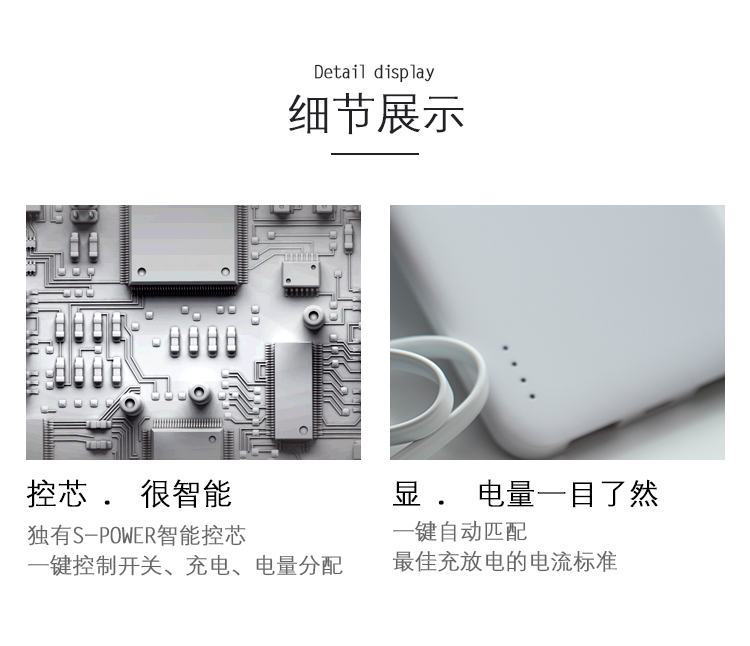 Detail display
细节展示
控芯 . 很智能
独有S-POWER智能控芯
一键控制开关、充电、电量分配
显 . 电量一目了然
一键自动匹配
最佳充放电的电流标准